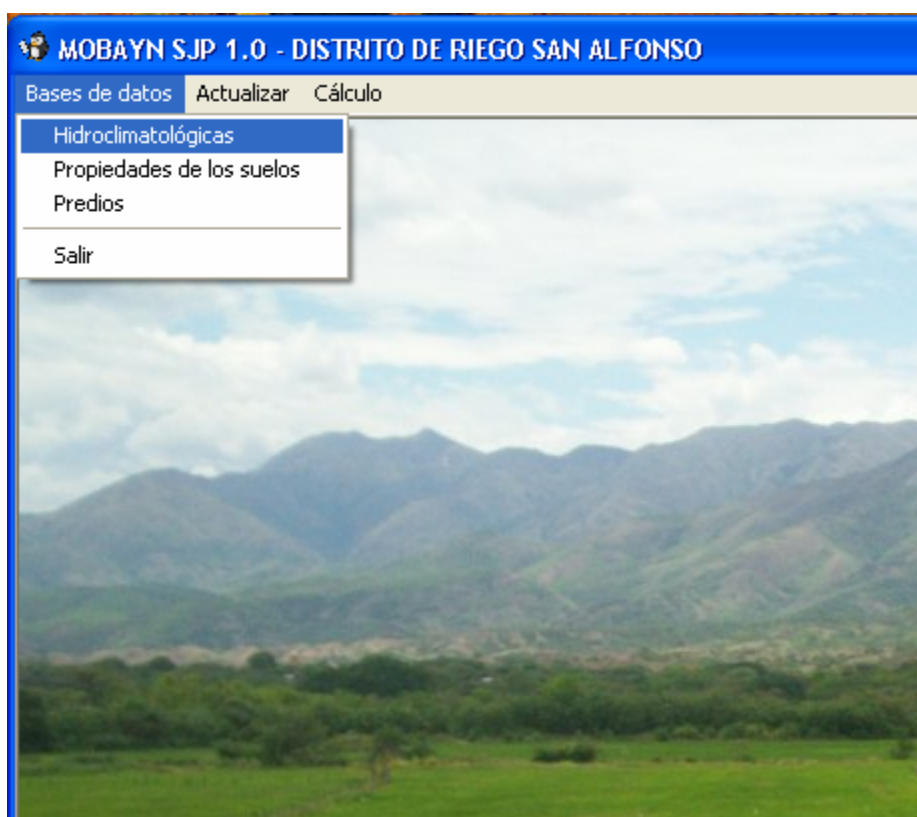 MOBAYN SJP 1.0 - DISTRITO DE RIEGO SAN ALFONSO
Bases de datos Actualizar Cálculo
Hidroclimatológicas
Propiedades de los suelos
Predios
Salir